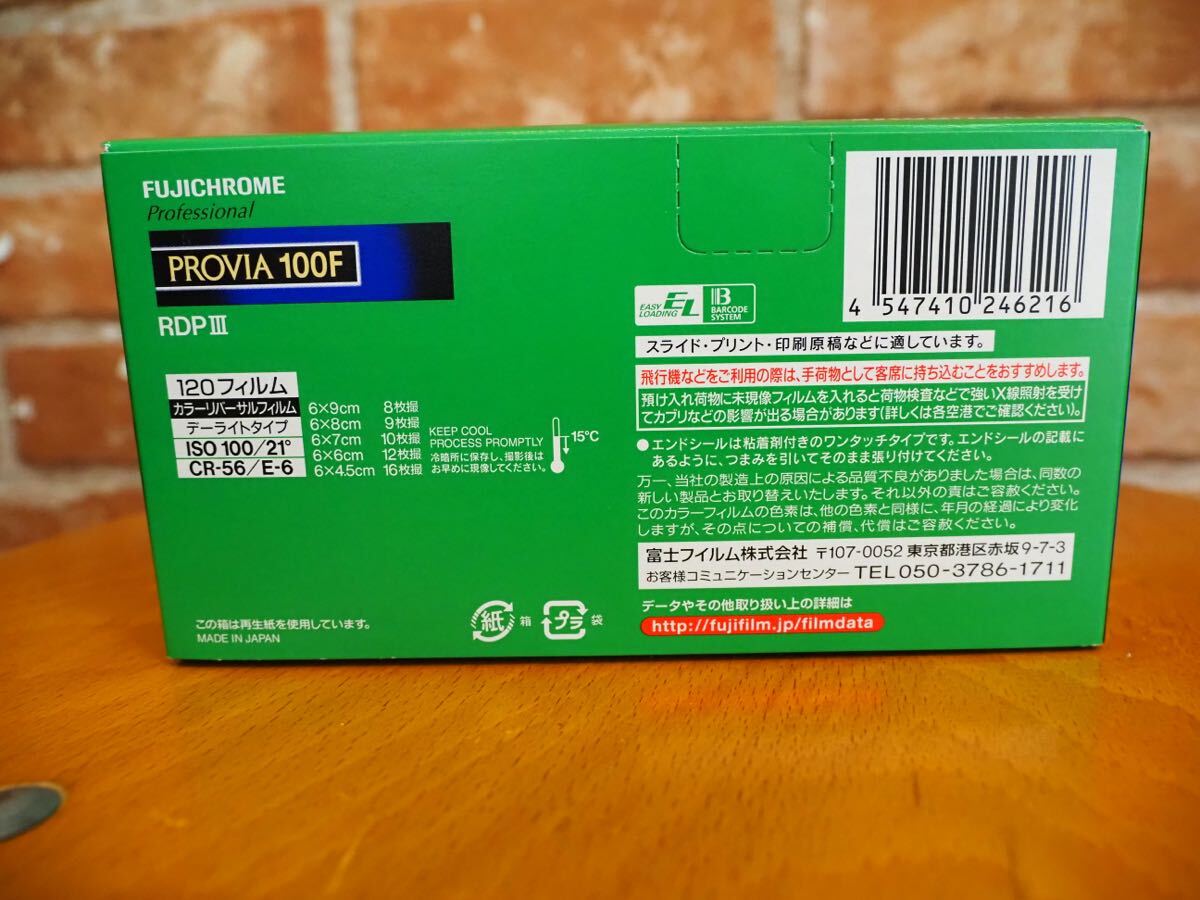 FUJICHROME
Professional
PROVIA 100F
RDPⅢ
120フィルム
カラーリバーサルフィルム
デーライトタイプ
ISO 100/21°
CR-56/E-6
6×9cm 8枚撮
6×8cm 9枚撮
6×7cm 10枚撮
6×6cm 12枚撮
6×4.5cm 16枚撮
KEEP COOL
PROCESS PROMPTLY
冷暗所に保存し、撮影後は
お早めに現像してください。
15℃
この箱は再生紙を使用しています。
MADE IN JAPAN
紙 箱
プラ 袋
4 547410 246216
EASY LOADING EL
B BARCODE SYSTEM
スライド・プリント・印刷原稿などに適しています。
飛行機などをご利用の際は、手荷物として客席に持ち込むことをおすすめします。
預け入れ荷物に未現像フィルムを入れると荷物検査などで強いX線照射を受け
てカブリなどの影響が出る場合があります(詳しくは各空港でご確認ください)。
●エンドシールは粘着剤付きのワンタッチタイプです。エンドシールの記載に
あるように、つまみを引いてそのまま張り付けてください。
万一、当社の製造上の原因による品質不良がありました場合は、同数の
新しい製品とお取り替えいたします。それ以外の責はご容赦ください。
このカラーフィルムの色素は、他の色素と同様に、年月の経過により変化
しますが、その点についての補償、代償はご容赦ください。
富士フイルム株式会社 〒107-0052 東京都港区赤坂9-7-3
お客様コミュニケーションセンター TEL 050-3786-1711
データやその他取り扱い上の詳細は
http://fujifilm.jp/filmdata